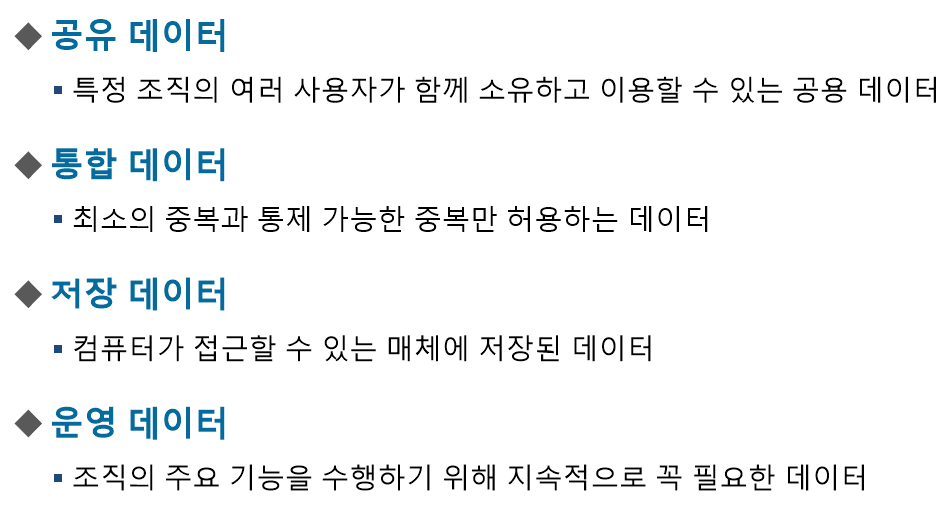 ◆ 공유 데이터
▪ 특정 조직의 여러 사용자가 함께 소유하고 이용할 수 있는 공용 데이터
◆ 통합 데이터
▪ 최소의 중복과 통제 가능한 중복만 허용하는 데이터
◆ 저장 데이터
▪ 컴퓨터가 접근할 수 있는 매체에 저장된 데이터
◆ 운영 데이터
▪ 조직의 주요 기능을 수행하기 위해 지속적으로 꼭 필요한 데이터